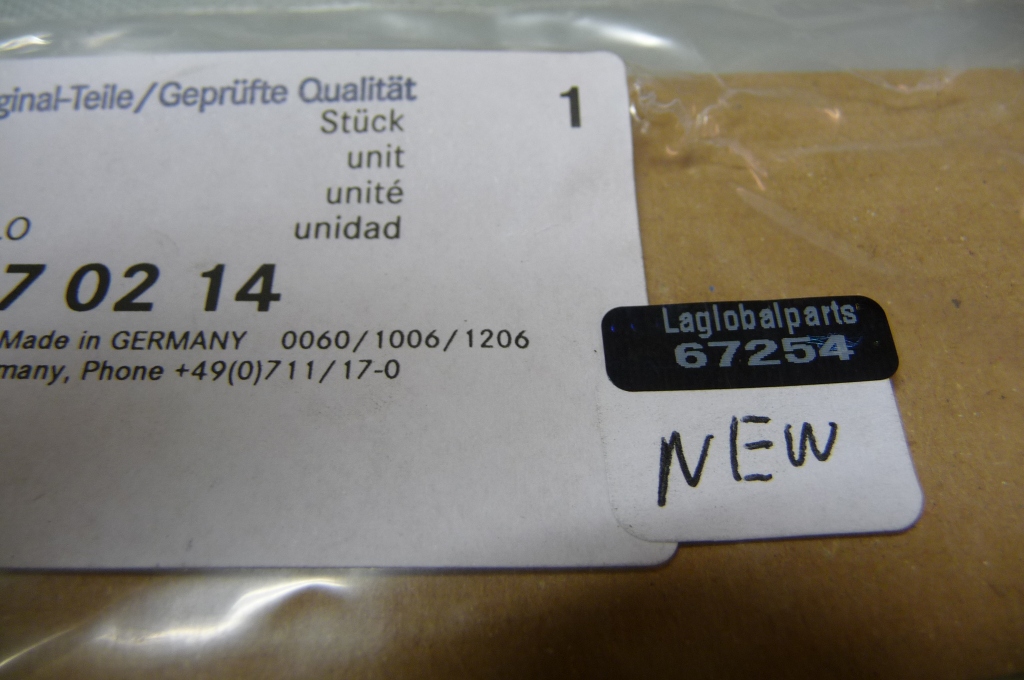 ginal-Teile/Geprüfte Qualität
Stück 1
unit
unité
LO unidad
7 02 14
Made in GERMANY 0060/1006/1206
many, Phone +49(0)711/17-0
Laglobalparts
67254
NEW